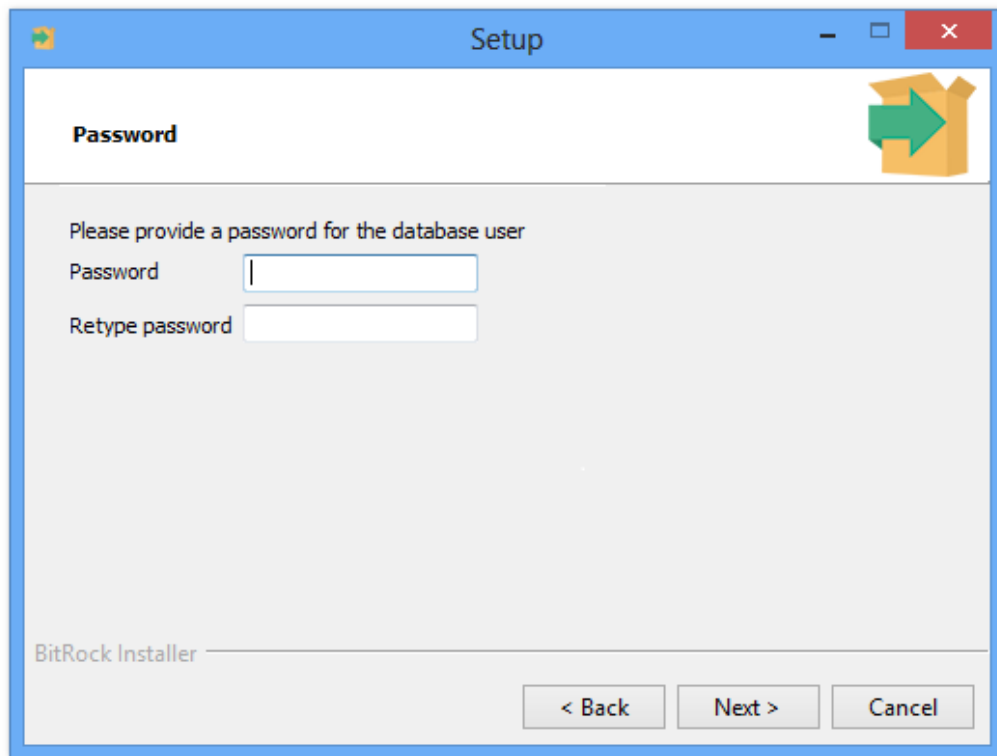 Setup
Password
Please provide a password for the database user
Password
Retype password
BitRock Installer
< Back Next > Cancel